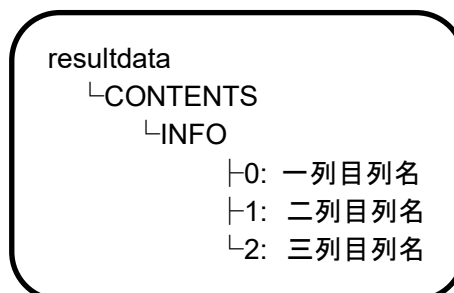 resultdata
└CONTENTS
└INFO
├0: 一列目列名
├1: 二列目列名
└2: 三列目列名